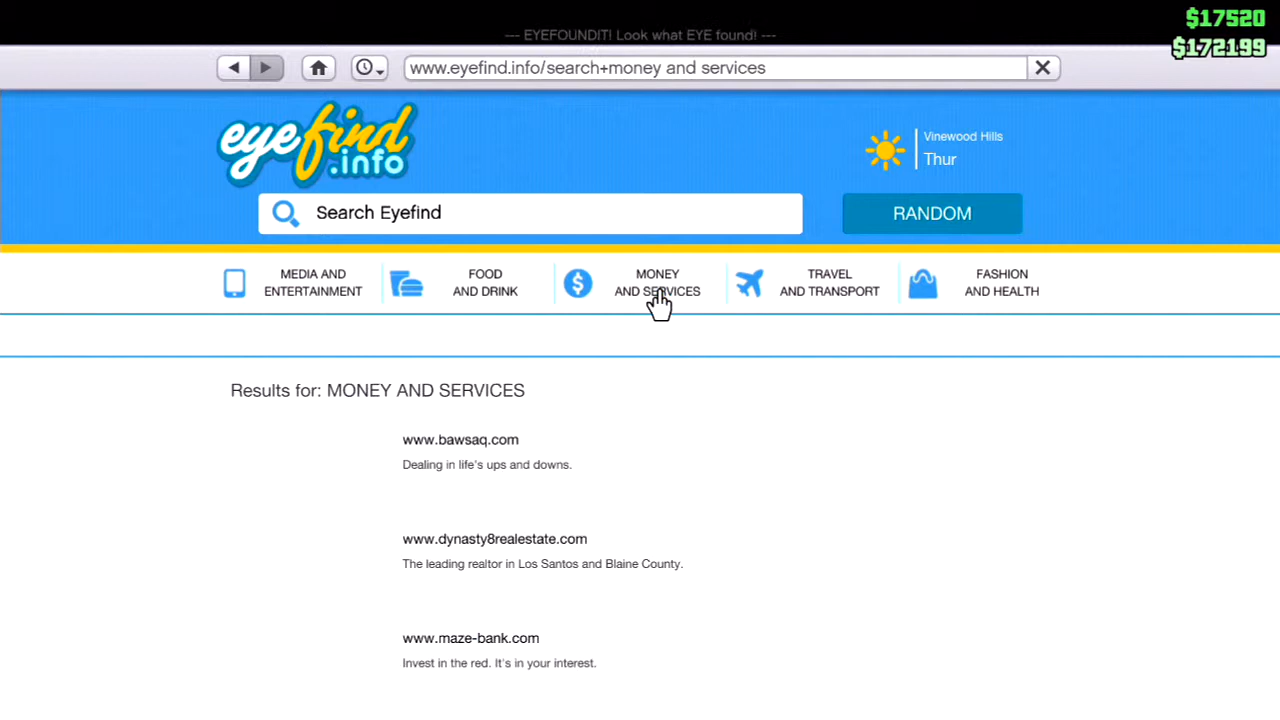 $17520
--- EYEFOUNDIT! Look what EYE found! ---
$172199
www.eyefind.info/search+money and services
eyefind
.info
Vinewood Hills
Thur
Search Eyefind
RANDOM
MEDIA AND
ENTERTAINMENT
FOOD
AND DRINK
MONEY
AND SERVICES
TRAVEL
AND TRANSPORT
FASHION
AND HEALTH
Results for: MONEY AND SERVICES
www.bawsaq.com
Dealing in life's ups and downs.
www.dynasty8realestate.com
The leading realtor in Los Santos and Blaine County.
www.maze-bank.com
Invest in the red. It's in your interest.